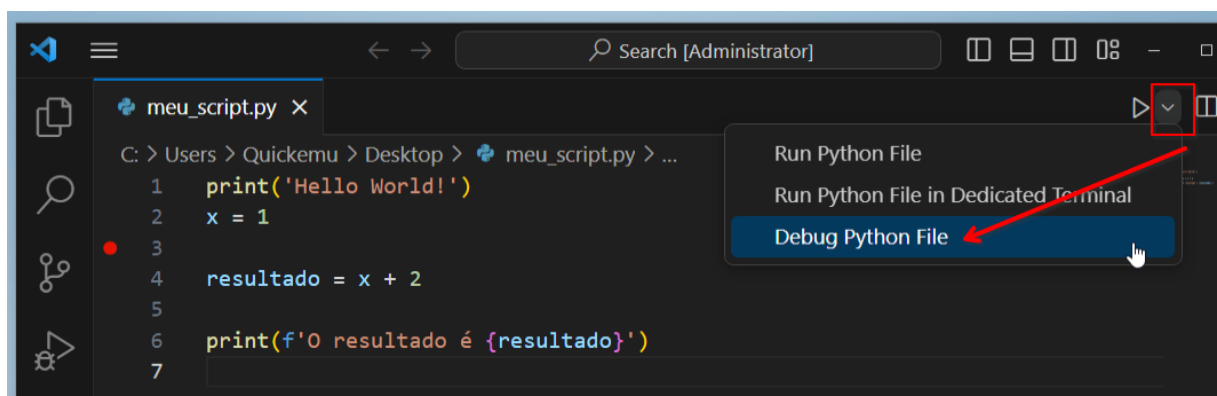 Search [Administrator]
meu_script.py
C: > Users > Quickemu > Desktop > meu_script.py > ...
Run Python File
Run Python File in Dedicated Terminal
Debug Python File
1 print('Hello World!')
2 x = 1
3
4 resultado = x + 2
5
6 print(f'O resultado é {resultado}')
7